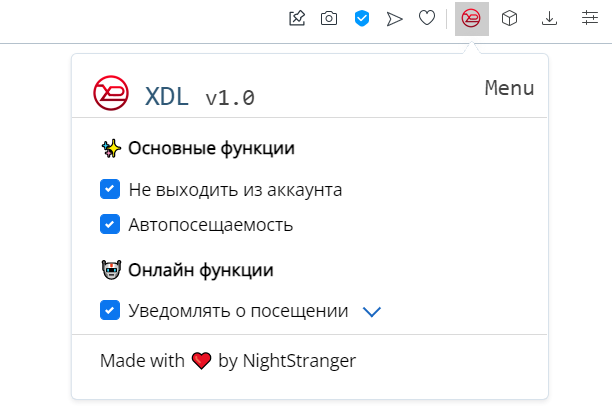 XDL v1.0
Menu
Основные функции
Не выходить из аккаунта
Автопосещаемость
Онлайн функции
Уведомлять о посещении
Made with ❤ by NightStranger